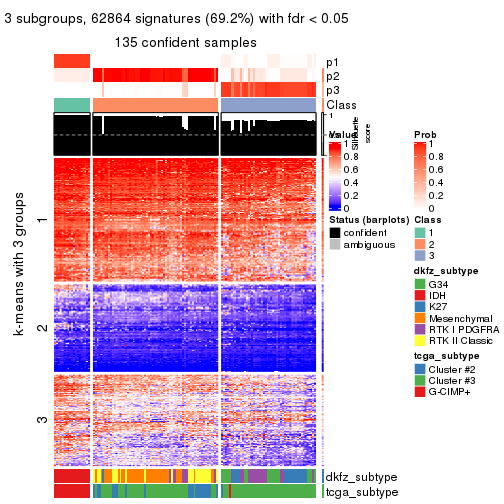 3 subgroups, 62864 signatures (69.2%) with fdr < 0.05
135 confident samples
p1
p2
p3
Class
1
Silhouette
score
k-means with 3 groups
1
2
3
dkfz_subtype
tcga_subtype
Value
1
0.8
0.6
0.4
0.2
0
Status (barplots)
confident
ambiguous
Prob
1
0.8
0.6
0.4
0.2
0
Class
1
2
3
dkfz_subtype
G34
IDH
K27
Mesenchymal
RTK I PDGFRA
RTK II Classic
tcga_subtype
Cluster #2
Cluster #3
G-CIMP+